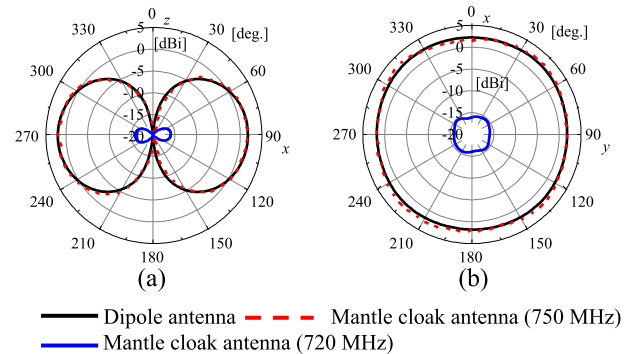 0 z
330 5 30 [deg.]
0 [dBi]
300 -5 60
-10
-15
270 -20 90
x
240 120
210 150
180
(a)
0 x
330 5 30 [deg.]
0
300 -5 60
-10 [dBi]
-15
270 -20 90
y
240 120
210 150
180
(b)
Dipole antenna Mantle cloak antenna (750 MHz)
Mantle cloak antenna (720 MHz)